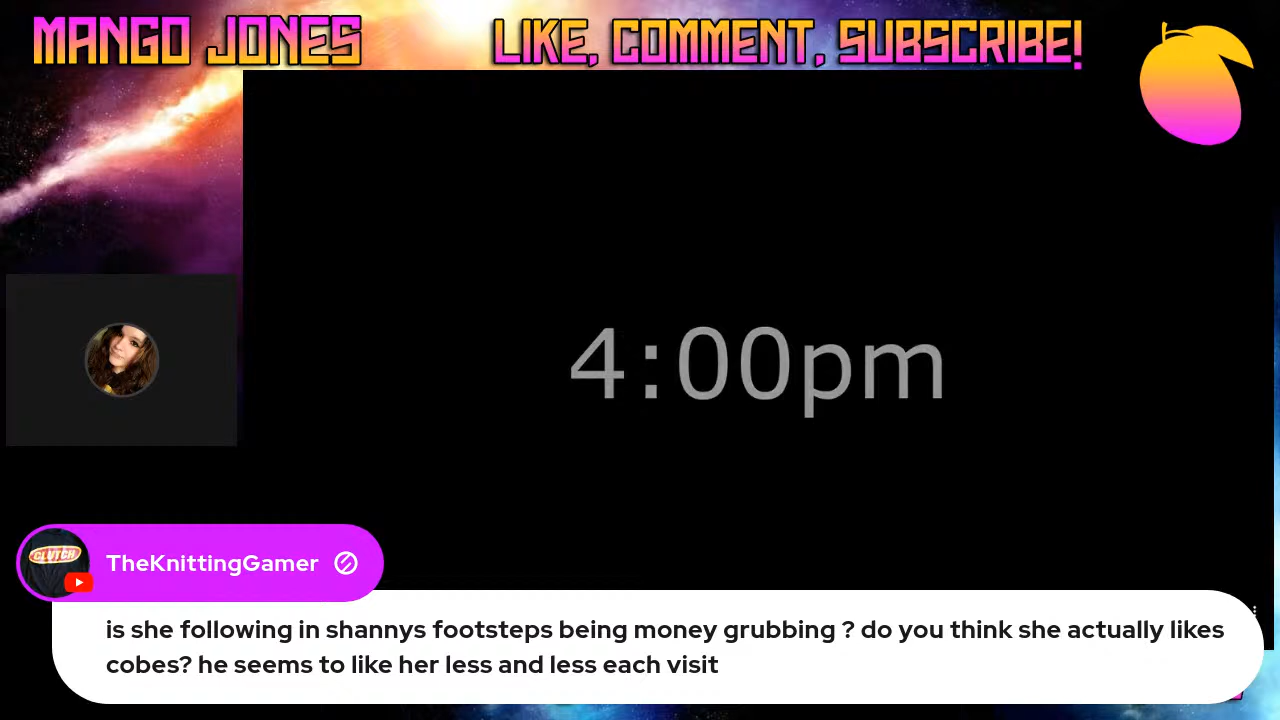 MANGO JONES
LIKE, COMMENT, SUBSCRIBE!
4:00pm
CLUTCH
TheKnittingGamer
is she following in shannys footsteps being money grubbing ? do you think she actually likes
cobes? he seems to like her less and less each visit